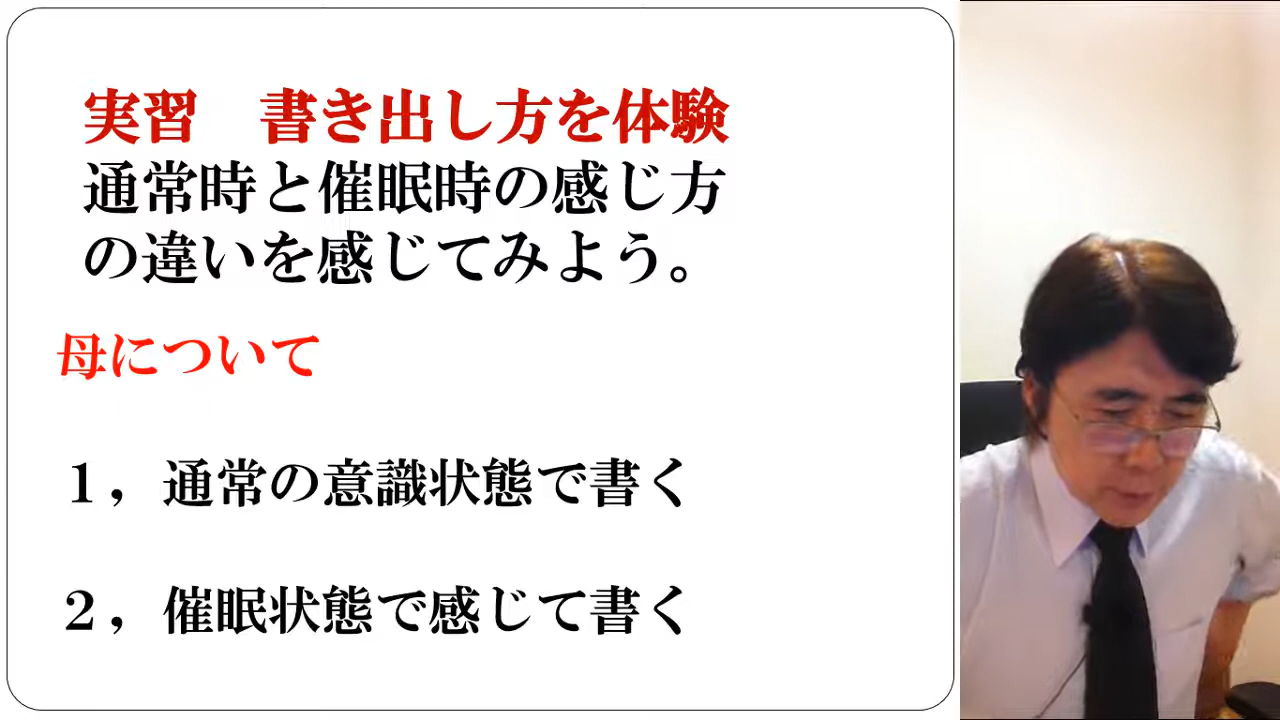 実習　書き出し方を体験
通常時と催眠時の感じ方
の違いを感じてみよう。
母について
１，通常の意識状態で書く
２，催眠状態で感じて書く